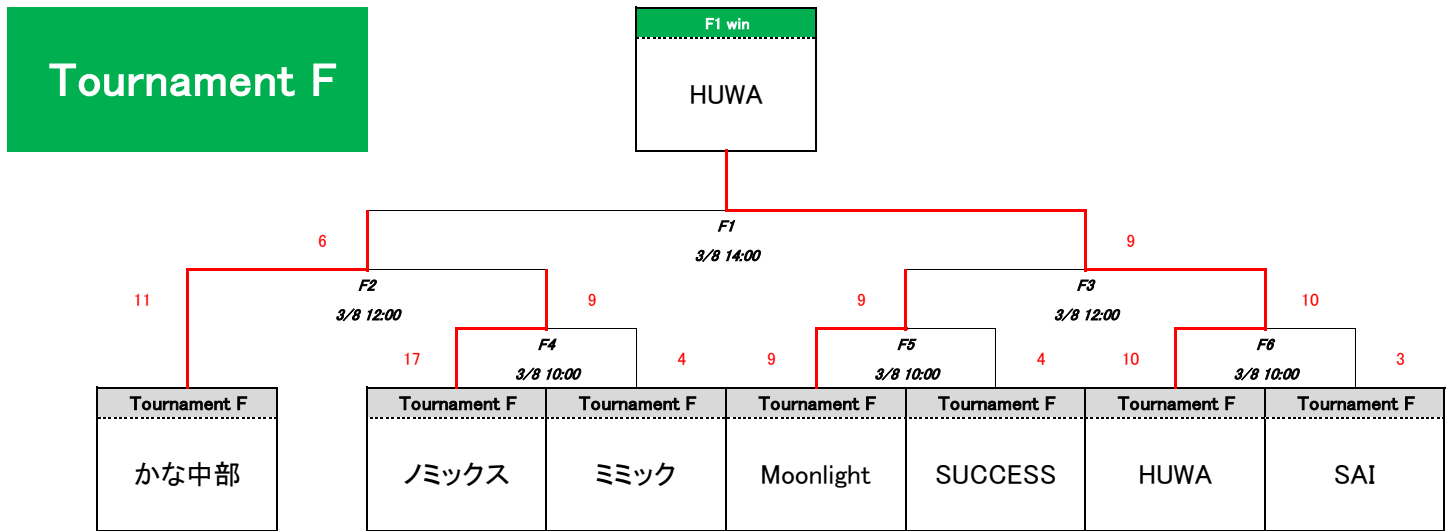 F1 win
Tournament F
HUWA
F1
6
9
3/8 14:00
F2
F3
11
9
9
10
3/8 12:00
3/8 12:00
F4
F5
F6
17
4
9
4
10
3
3/8 10:00
3/8 10:00
3/8 10:00
Tournament F
Tournament F
Tournament F
Tournament F
Tournament F
Tournament F
Tournament F
かな中部
ノミックス
ミミック
Moonlight
SUCCESS
HUWA
SAI